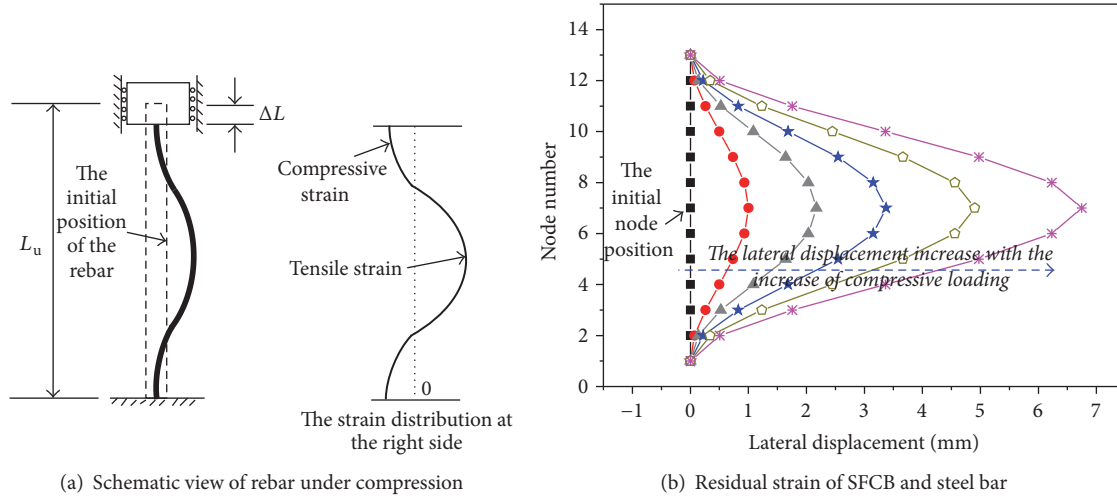 ΔL
The
initial
position
of the
rebar
Lu
Compressive
strain
Tensile strain
0
The strain distribution at
the right side
(a) Schematic view of rebar under compression
14
12
10
8
6
4
2
0
Node number
The
initial
node
position
The lateral displacement increase with the
increase of compressive loading
−1 0 1 2 3 4 5 6 7
Lateral displacement (mm)
(b) Residual strain of SFCB and steel bar